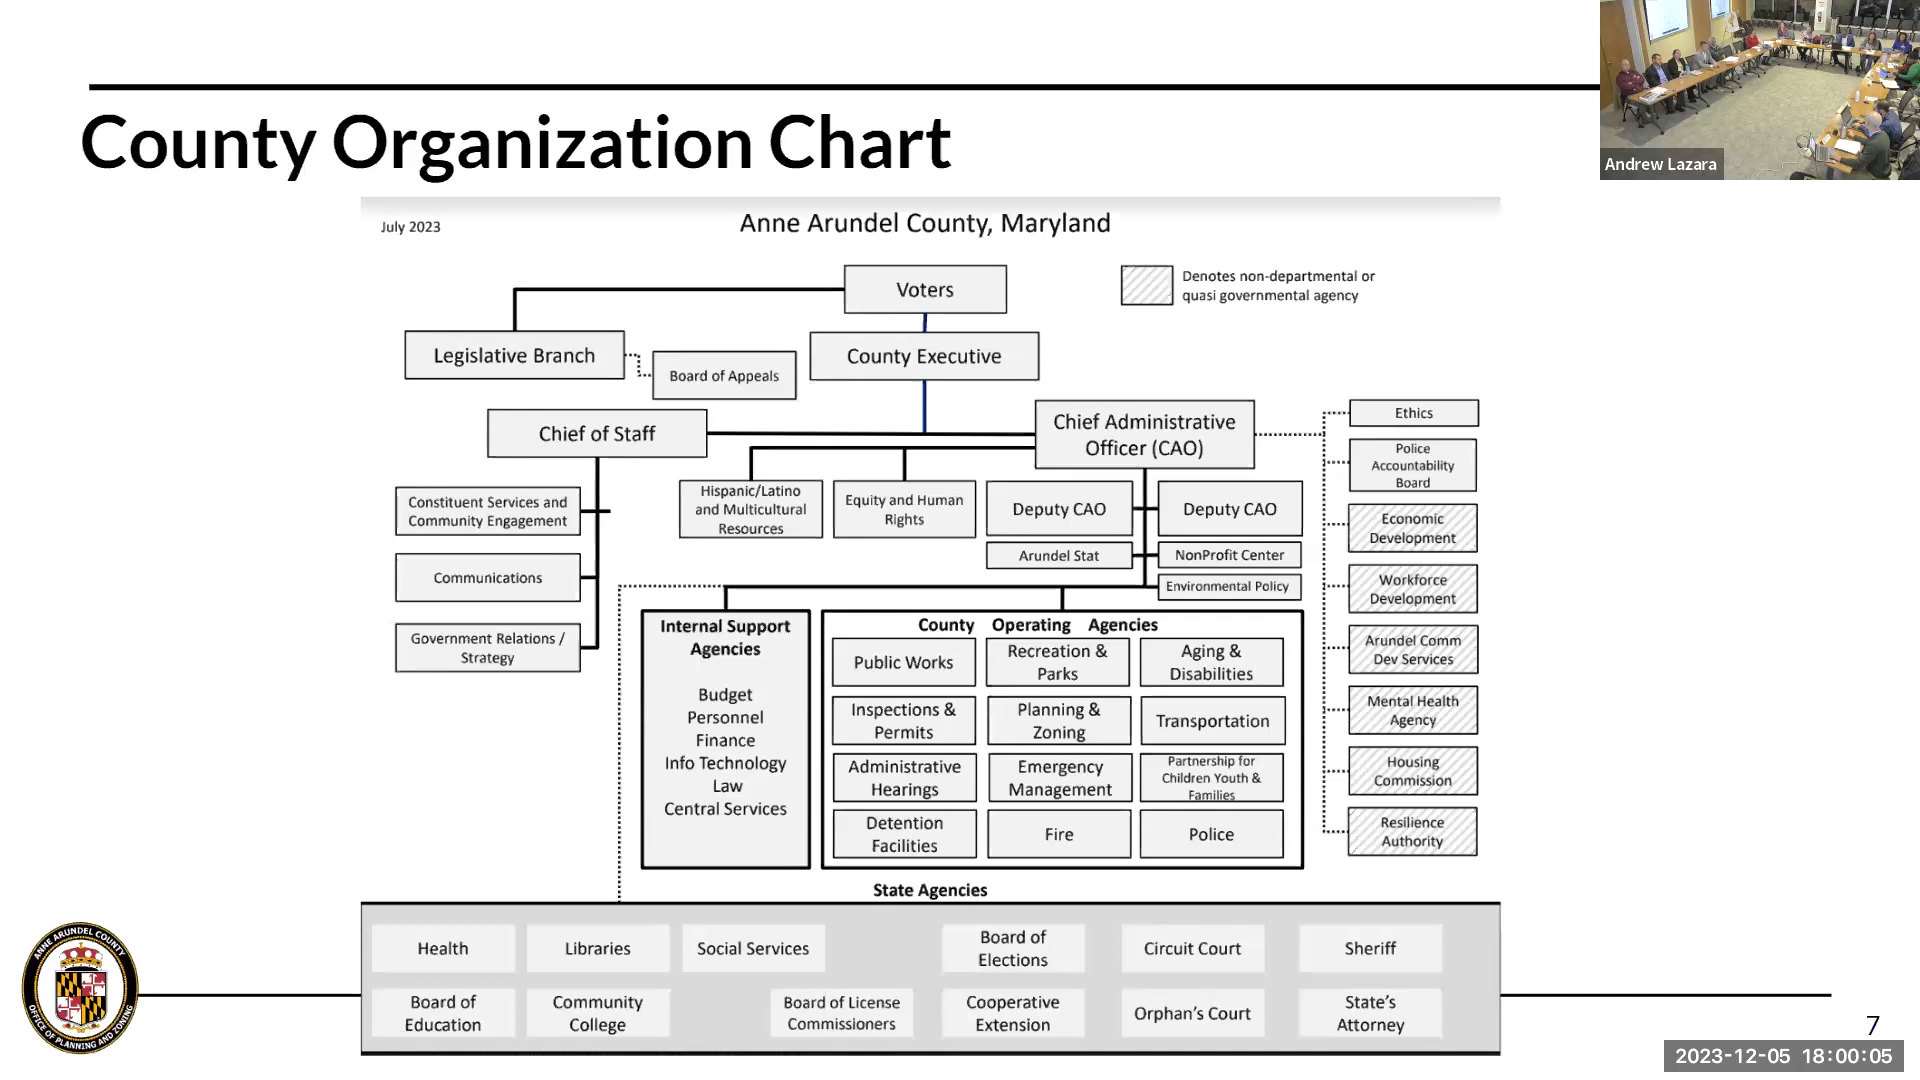 County Organization Chart
Andrew Lazara
July 2023
Anne Arundel County, Maryland
Voters
Denotes non-departmental or
quasi governmental agency
Legislative Branch
Board of Appeals
County Executive
Chief of Staff
Chief Administrative
Officer (CAO)
Constituent Services and
Community Engagement
Communications
Government Relations /
Strategy
Hispanic/Latino
and Multicultural
Resources
Equity and Human
Rights
Deputy CAO
Deputy CAO
Arundel Stat
NonProfit Center
Environmental Policy
Ethics
Police
Accountability
Board
Economic
Development
Workforce
Development
Arundel Comm
Dev Services
Mental Health
Agency
Housing
Commission
Resilience
Authority
Internal Support
Agencies
Budget
Personnel
Finance
Info Technology
Law
Central Services
County Operating Agencies
Public Works
Recreation &
Parks
Aging &
Disabilities
Inspections &
Permits
Planning &
Zoning
Transportation
Administrative
Hearings
Emergency
Management
Partnership for
Children Youth &
Families
Detention
Facilities
Fire
Police
State Agencies
Health
Libraries
Social Services
Board of
Elections
Circuit Court
Sheriff
Board of
Education
Community
College
Board of License
Commissioners
Cooperative
Extension
Orphan's Court
State's
Attorney
ANNE ARUNDEL COUNTY
OFFICE OF PLANNING AND ZONING
7
2023-12-05 18:00:05